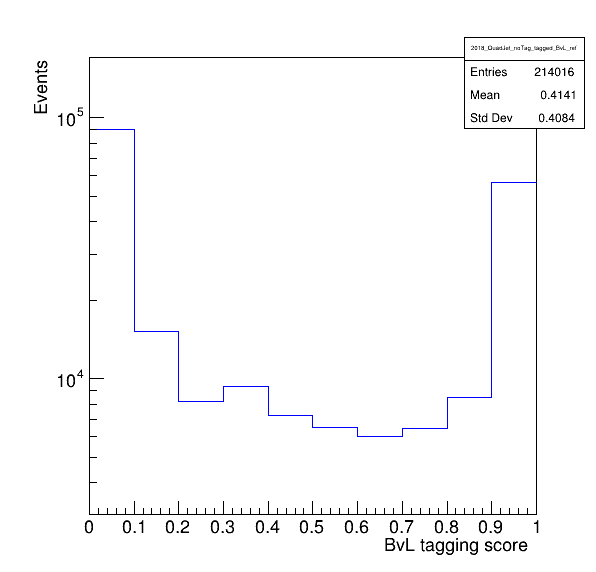 2018_QuadJet_noTag_tagged_BvL_ref
Entries 214016
Mean 0.4141
Std Dev 0.4084
Events
10^5
10^4
0 0.1 0.2 0.3 0.4 0.5 0.6 0.7 0.8 0.9 1
BvL tagging score